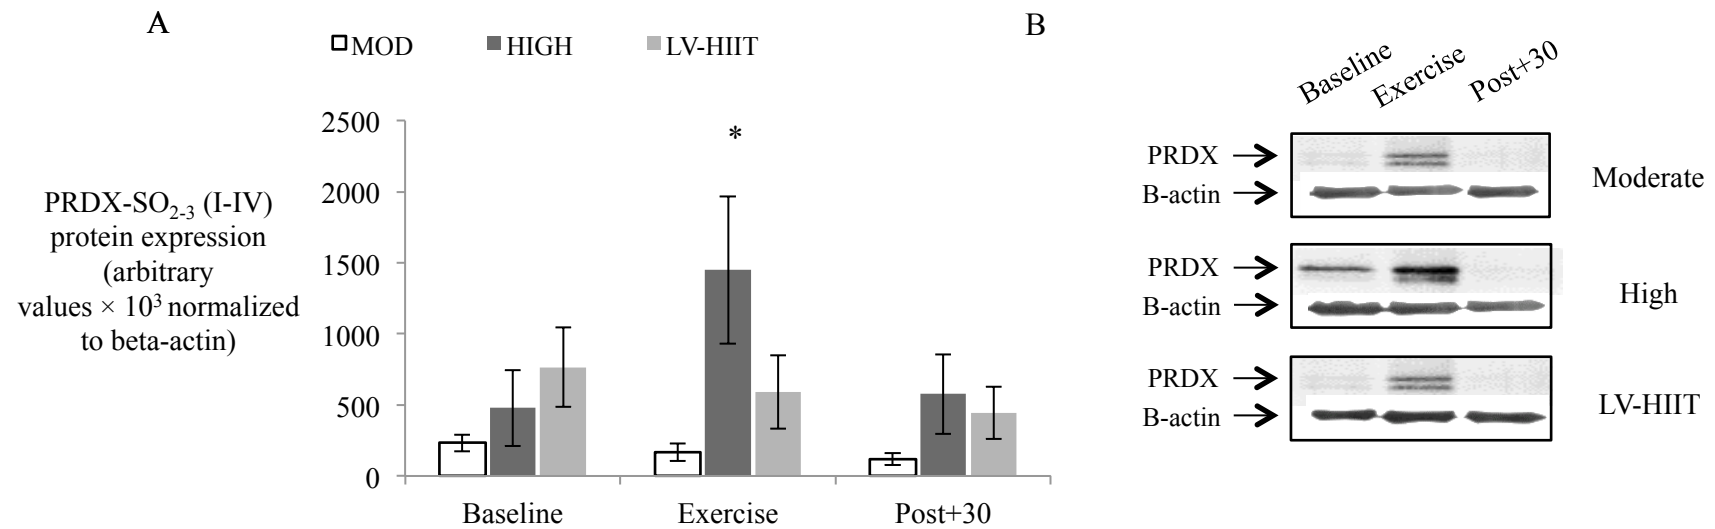 A
B
MOD HIGH LV-HIIT
PRDX-SO2-3 (I-IV)
protein expression
(arbitrary
values × 10³ normalized
to beta-actin)
2500
2000
1500
1000
500
0
*
Baseline Exercise Post+30
Baseline Exercise Post+30
PRDX
B-actin
Moderate
PRDX
B-actin
High
PRDX
B-actin
LV-HIIT